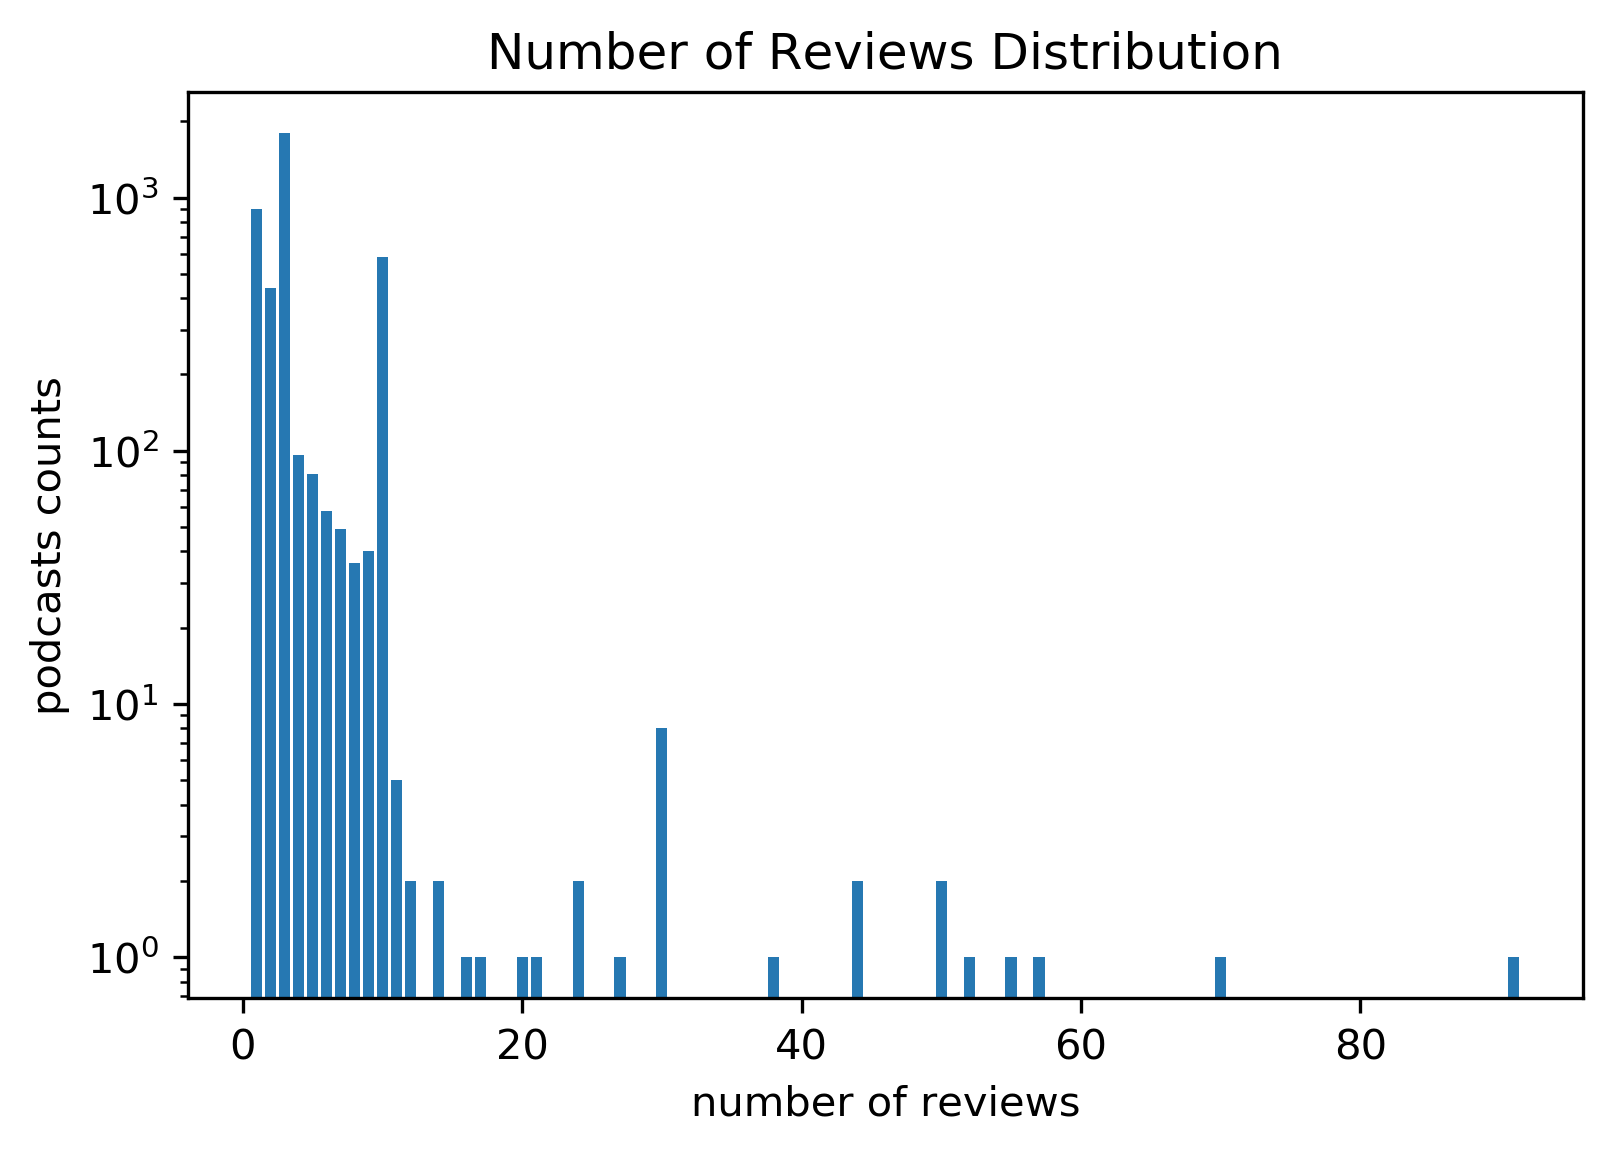 Number of Reviews Distribution
podcasts counts
10³
10²
10¹
10⁰
0 20 40 60 80
number of reviews